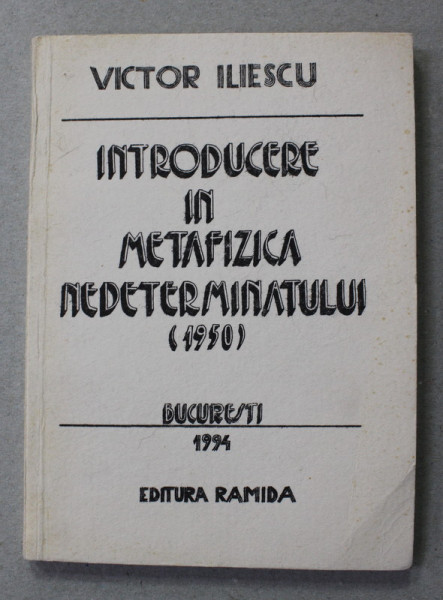 VICTOR ILIESCU
INTRODUCERE
IN
METAFIZICA
NEDETERMINATULUI
(1950)
BUCURESTI
1994
EDITURA RAMIDA